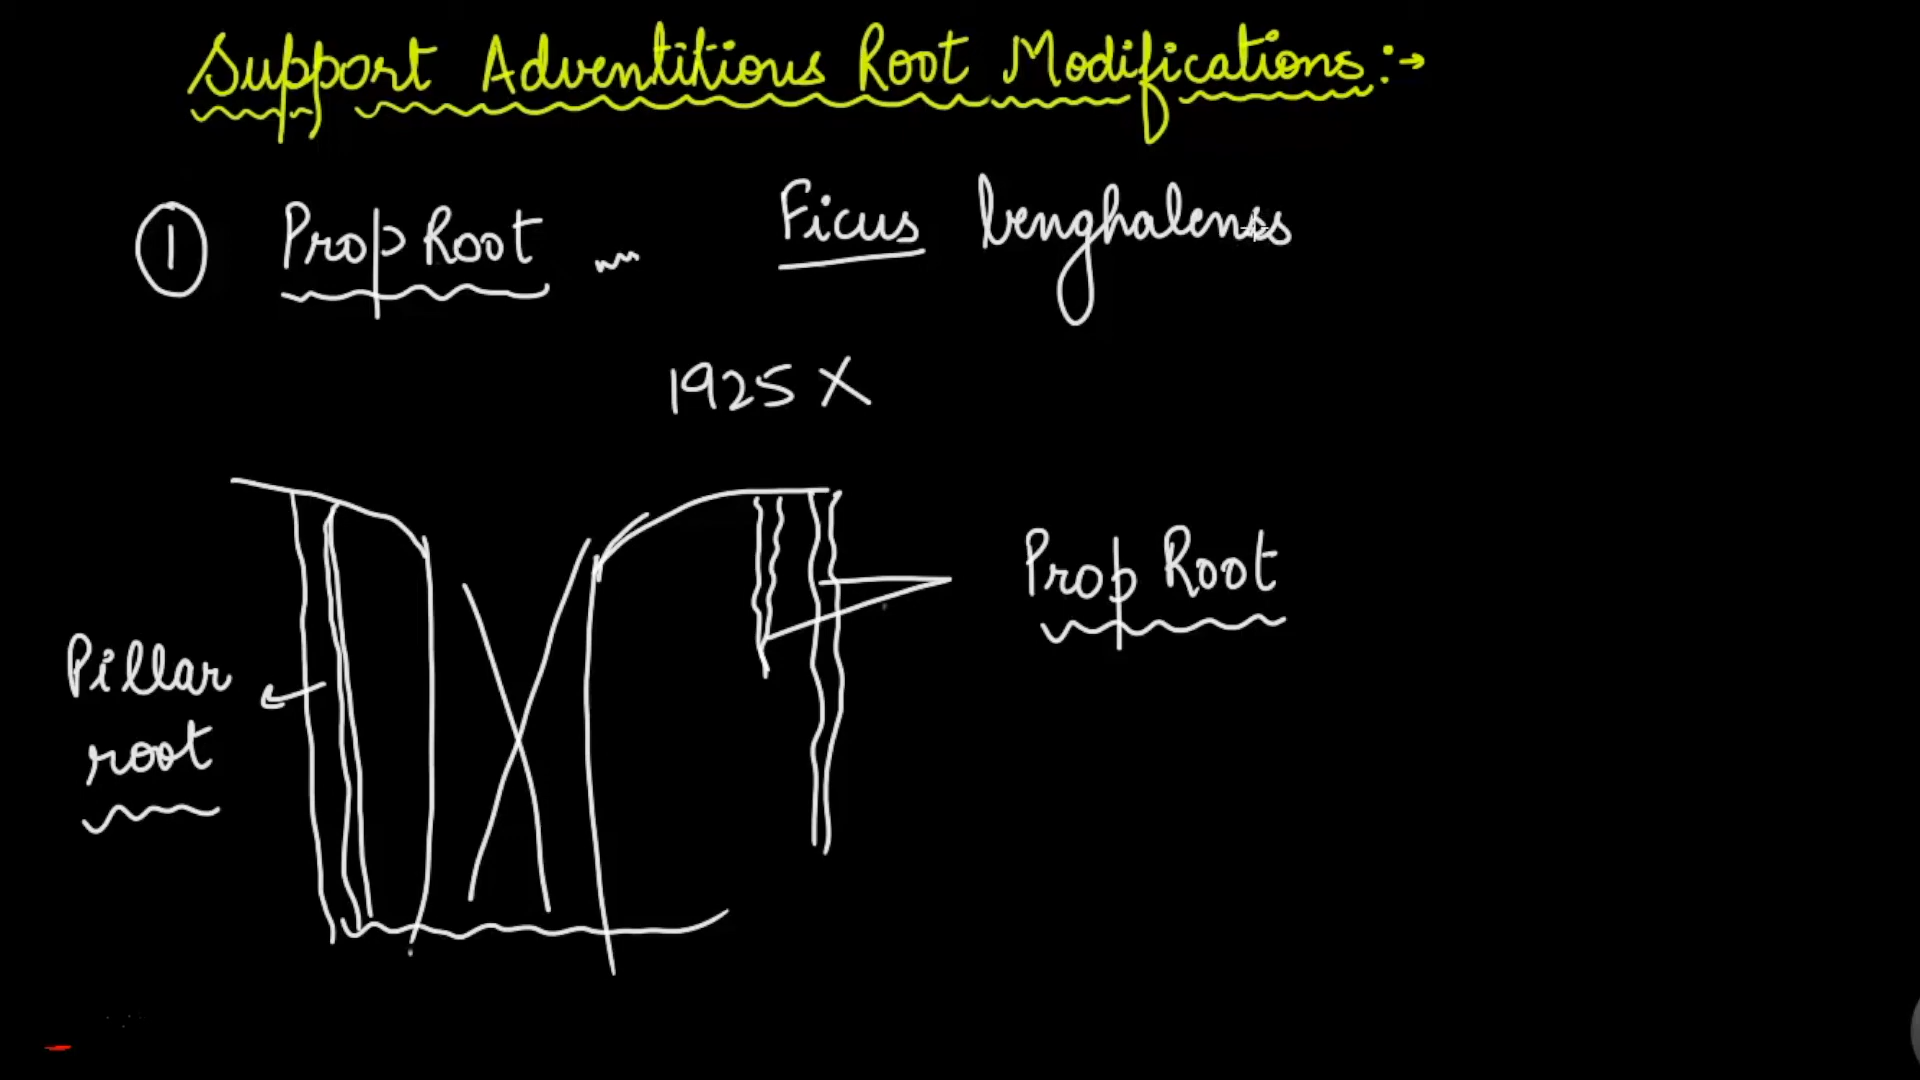 Support Adventitious Root Modifications:→
① Prop Root Ficus benghalensis
1925 X
Prop Root
Pillar
root